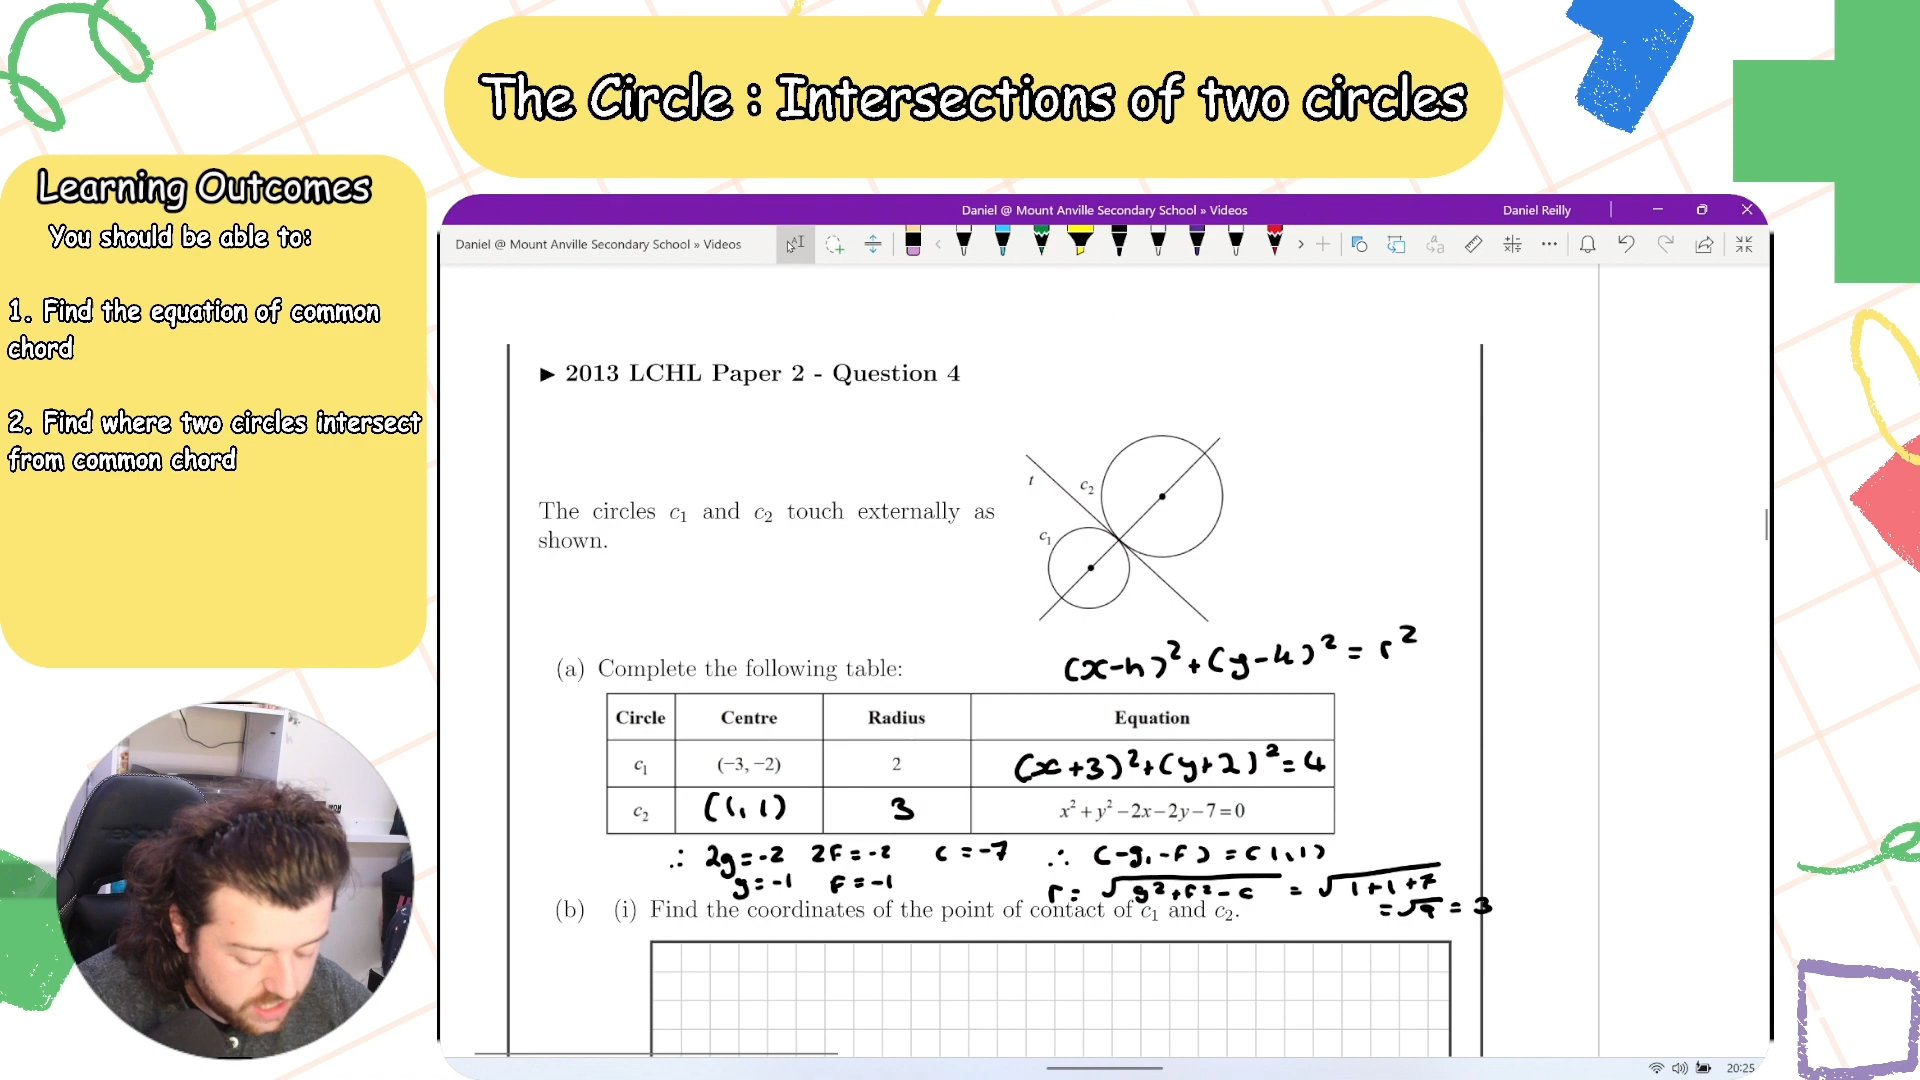 The Circle : Intersections of two circles
Learning Outcomes
You should be able to:
1. Find the equation of common
chord
2. Find where two circles intersect
from common chord
Daniel @ Mount Anville Secondary School » Videos
Daniel Reilly
Daniel @ Mount Anville Secondary School » Videos
▶ 2013 LCHL Paper 2 - Question 4
The circles c₁ and c₂ touch externally as
shown.
t
c₂
c₁
(x-h)²+(y-k)²=r²
(a) Complete the following table:
Circle Centre Radius Equation
c₁ (−3, −2) 2 (x+3)²+(y+2)²=4
c₂ (1, 1) 3 x² + y² − 2x − 2y − 7 = 0
∴ 2g=-2 2f=-2 c=-7 ∴ (-g,-f)=(1,1)
g=-1 f=-1 r=√g²+f²-c = √1+1+7
=√9=3
(b) (i) Find the coordinates of the point of contact of c₁ and c₂.
20:25